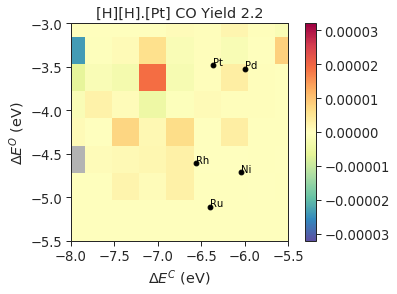 [H][H].[Pt] CO Yield 2.2
−3.0
−3.5
−4.0
−4.5
−5.0
−5.5
ΔE^O (eV)
Pt
Pd
Rh
Ni
Ru
−8.0 −7.5 −7.0 −6.5 −6.0 −5.5
ΔE^C (eV)
0.00003
0.00002
0.00001
0.00000
−0.00001
−0.00002
−0.00003